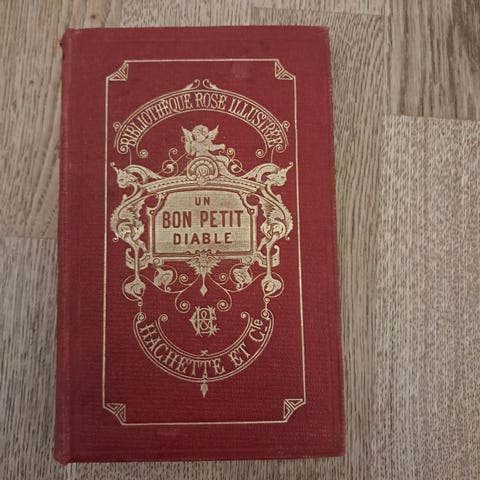 BIBLIOTHÈQUE ROSE ILLUSTRÉE
UN
BON PETIT
DIABLE
H&C
HACHETTE ET Cie